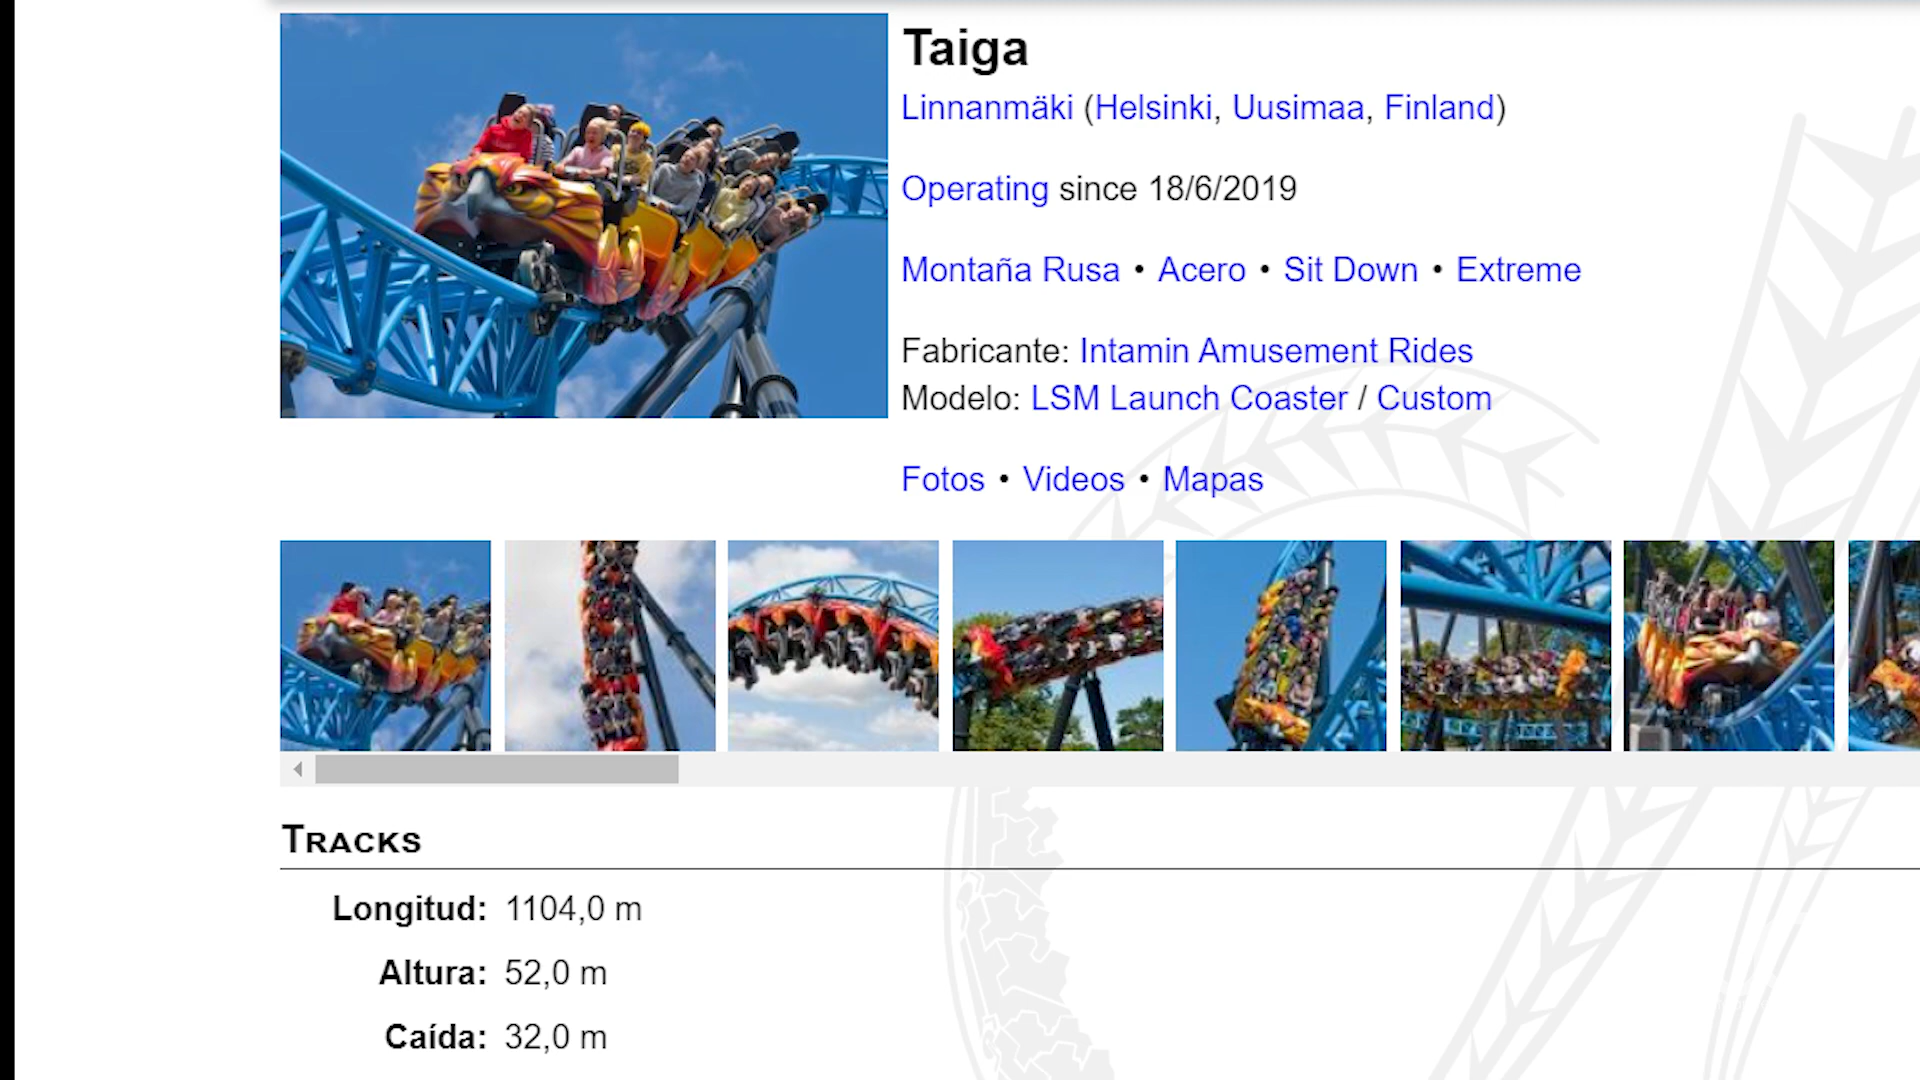 Taiga
Linnanmäki (Helsinki, Uusimaa, Finland)
Operating since 18/6/2019
Montaña Rusa • Acero • Sit Down • Extreme
Fabricante: Intamin Amusement Rides
Modelo: LSM Launch Coaster / Custom
Fotos • Videos • Mapas
TRACKS
Longitud: 1104,0 m
Altura: 52,0 m
Caída: 32,0 m